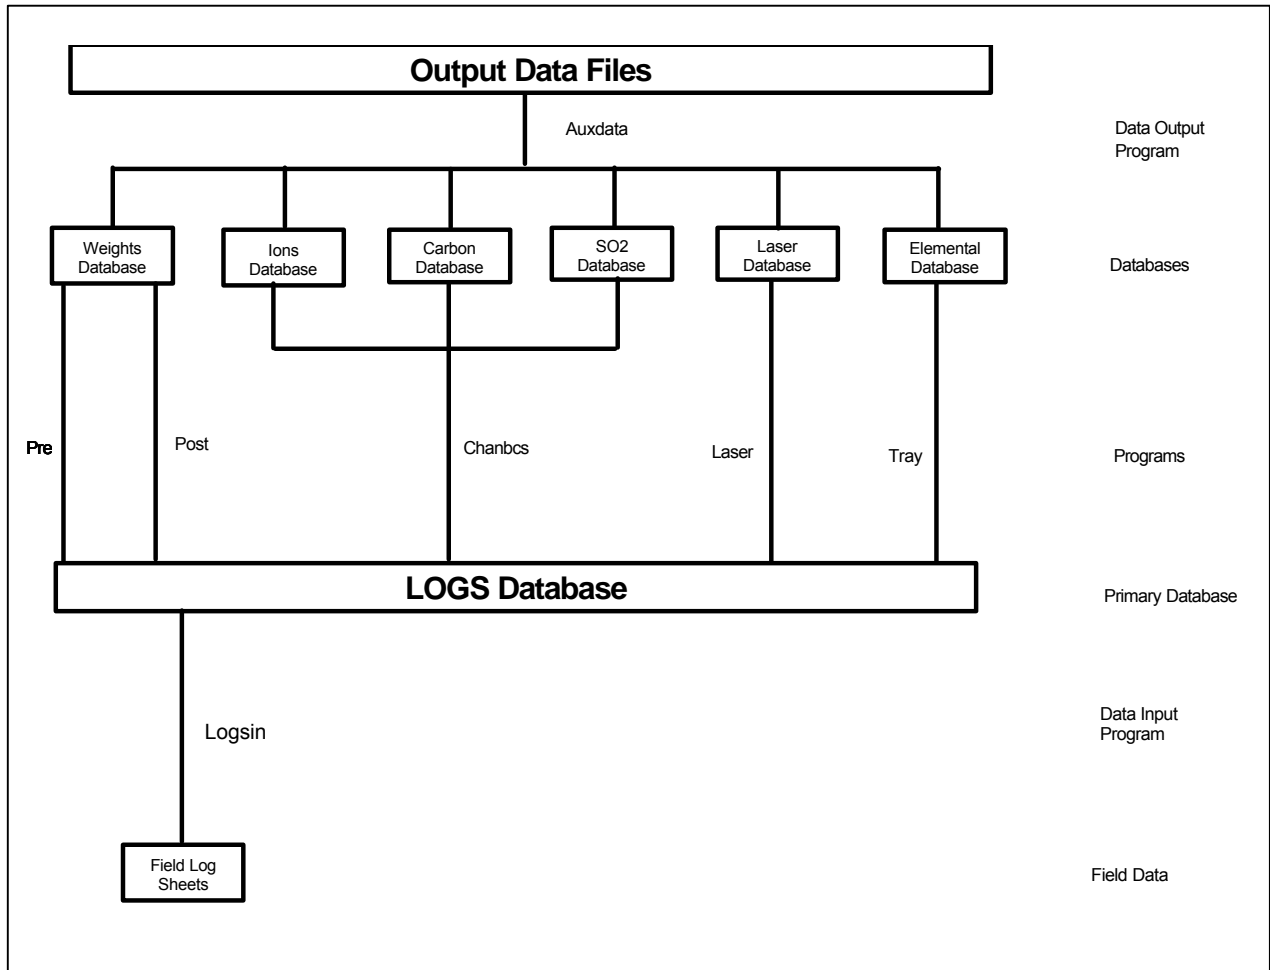 Output Data Files
Auxdata
Data Output
Program
Weights
Database
Ions
Database
Carbon
Database
SO2
Database
Laser
Database
Elemental
Database
Databases
Pre
Post
Chanbcs
Laser
Tray
Programs
LOGS Database
Primary Database
Logsin
Data Input
Program
Field Log
Sheets
Field Data